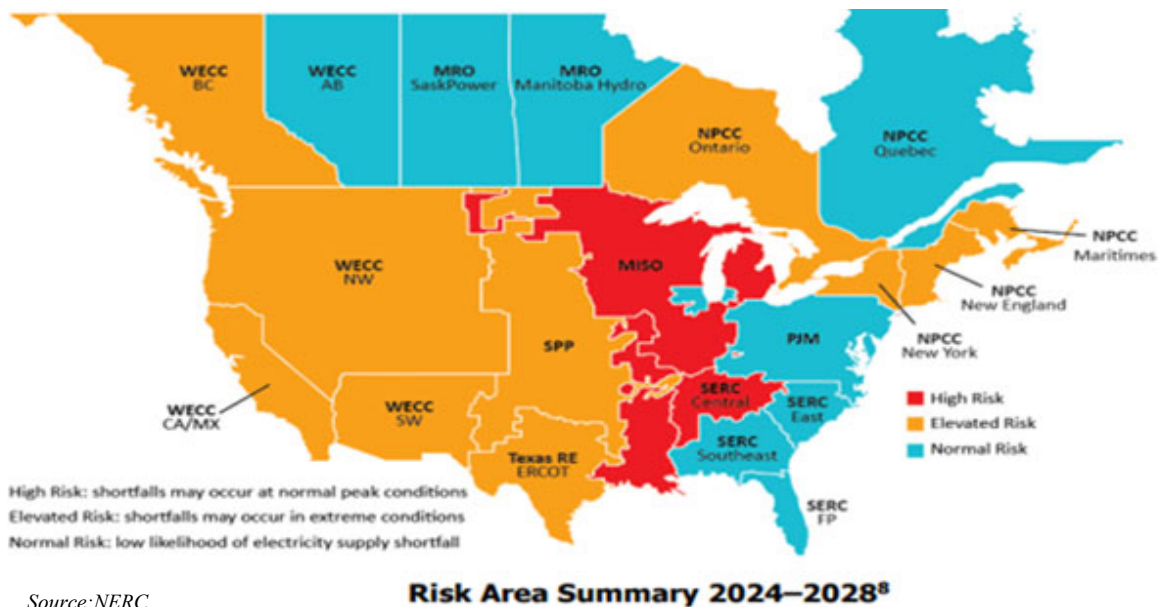 WECC
BC
WECC
AB
MRO
SaskPower
MRO
Manitoba Hydro
NPCC
Ontario
NPCC
Quebec
NPCC
Maritimes
NPCC
New England
NPCC
New York
WECC
NW
MISO
SPP
PJM
WECC
CA/MX
WECC
SW
SERC
Central
SERC
East
SERC
Southeast
SERC
FP
Texas RE
ERCOT
High Risk
Elevated Risk
Normal Risk
High Risk: shortfalls may occur at normal peak conditions
Elevated Risk: shortfalls may occur in extreme conditions
Normal Risk: low likelihood of electricity supply shortfall
Source:NERC
Risk Area Summary 2024–2028⁸